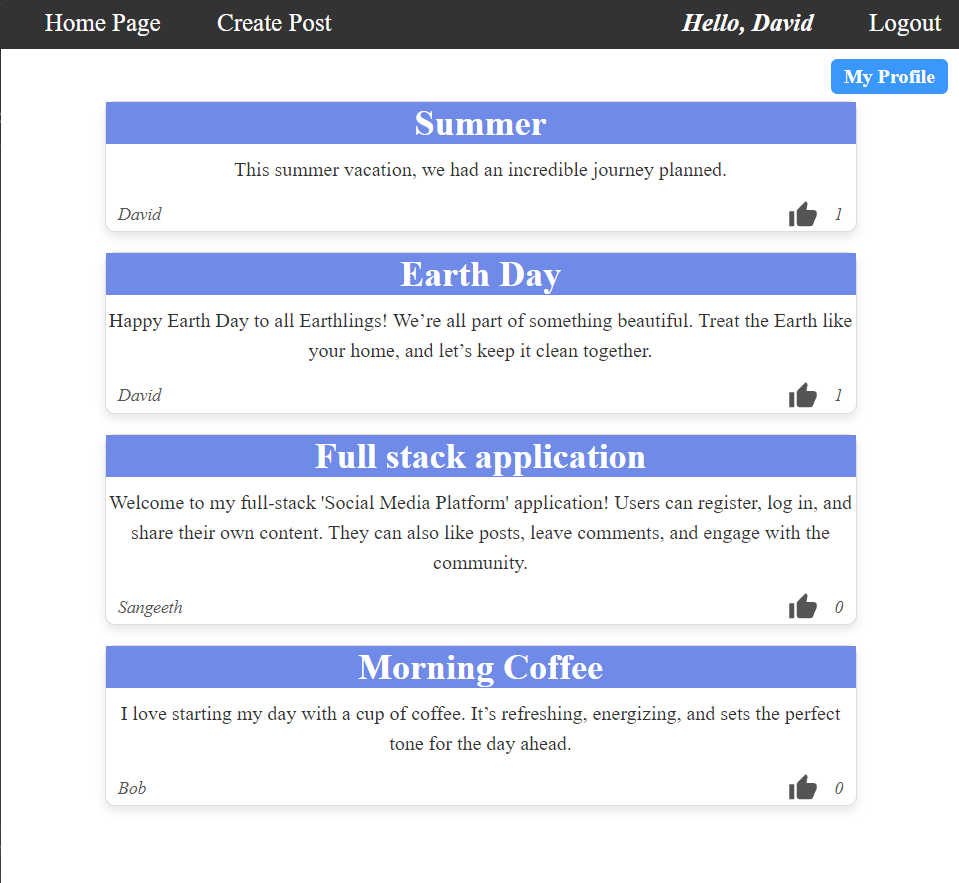 Home Page Create Post Hello, David Logout
My Profile
Summer
This summer vacation, we had an incredible journey planned.
David 1
Earth Day
Happy Earth Day to all Earthlings! We’re all part of something beautiful. Treat the Earth like
your home, and let’s keep it clean together.
David 1
Full stack application
Welcome to my full-stack 'Social Media Platform' application! Users can register, log in, and
share their own content. They can also like posts, leave comments, and engage with the
community.
Sangeeth 0
Morning Coffee
I love starting my day with a cup of coffee. It’s refreshing, energizing, and sets the perfect
tone for the day ahead.
Bob 0